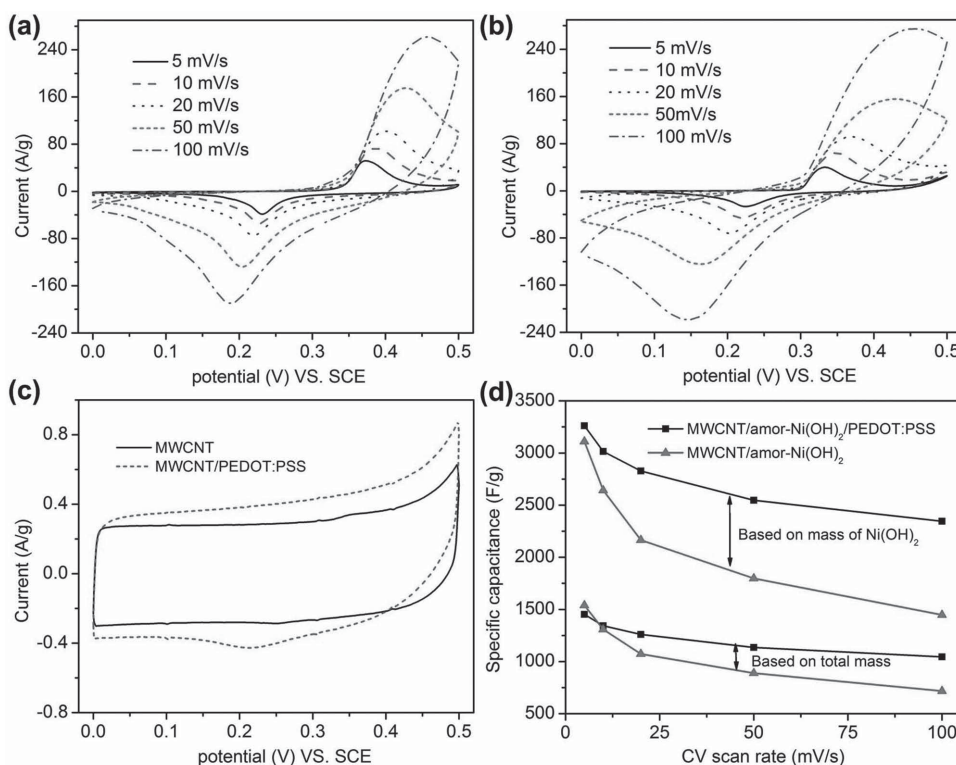 (a)
240
160
80
0
-80
-160
-240
Current (A/g)
5 mV/s
10 mV/s
20 mV/s
50 mV/s
100 mV/s
0.0 0.1 0.2 0.3 0.4 0.5
potential (V) VS. SCE
(b)
240
160
80
0
-80
-160
-240
Current (A/g)
5 mV/s
10 mV/s
20 mV/s
50mV/s
100 mV/s
0.0 0.1 0.2 0.3 0.4 0.5
potential (V) VS. SCE
(c)
0.8
0.4
0.0
-0.4
-0.8
Current (A/g)
MWCNT
MWCNT/PEDOT:PSS
0.0 0.1 0.2 0.3 0.4 0.5
potential (V) VS. SCE
(d)
3500
3000
2500
2000
1500
1000
500
Specific capacitance (F/g)
MWCNT/amor-Ni(OH)₂/PEDOT:PSS
MWCNT/amor-Ni(OH)₂
Based on mass of Ni(OH)₂
Based on total mass
0 25 50 75 100
CV scan rate (mV/s)